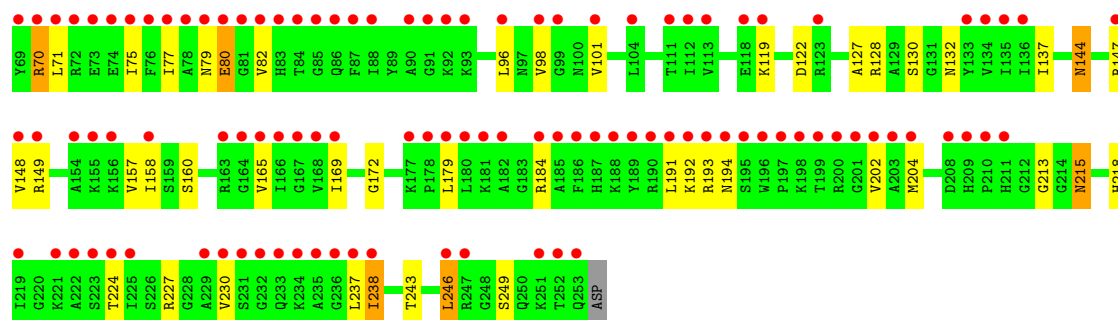 Y69 R70 L71 R72 E73 E74 I75 F76 I77 A78 N79 E80 G81 V82 H83 T84 G85 Q86 F87 I88 Y89 A90 G91 K92 K93 L96 N97 V98 G99 N100 V101 L104 T111 I112 V113 E118 K119 D122 R123 A127 R128 A129 S130 G131 N132 Y133 V134 I135 I136 I137 N144 R147
V148 R149 A154 K155 K156 V157 I158 S159 S160 R163 G164 V165 I166 G167 V168 I169 G172 K177 P178 L179 L180 K181 A182 G183 R184 A185 F186 H187 K188 Y189 R190 L191 K192 R193 N194 S195 W196 P197 K198 T199 R200 G201 V202 A203 M204 D208 H209 P210 H211 G212 G213 G214 N215 H218
I219 G220 K221 A222 S223 T224 I225 S226 R227 G228 A229 V230 S231 G232 Q233 K234 A235 G236 L237 I238 T243 L246 R247 G248 S249 Q250 K251 T252 Q253 ASP